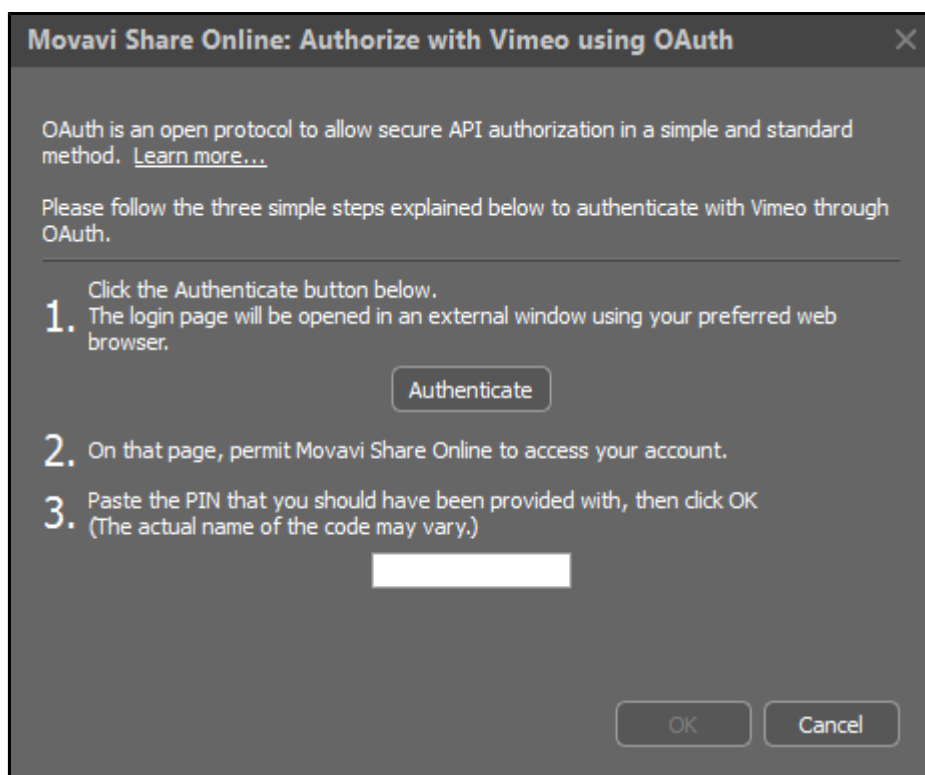 Movavi Share Online: Authorize with Vimeo using OAuth
OAuth is an open protocol to allow secure API authorization in a simple and standard
method. Learn more...
Please follow the three simple steps explained below to authenticate with Vimeo through
OAuth.
1. Click the Authenticate button below.
The login page will be opened in an external window using your preferred web
browser.
Authenticate
2. On that page, permit Movavi Share Online to access your account.
3. Paste the PIN that you should have been provided with, then click OK
(The actual name of the code may vary.)
OK Cancel